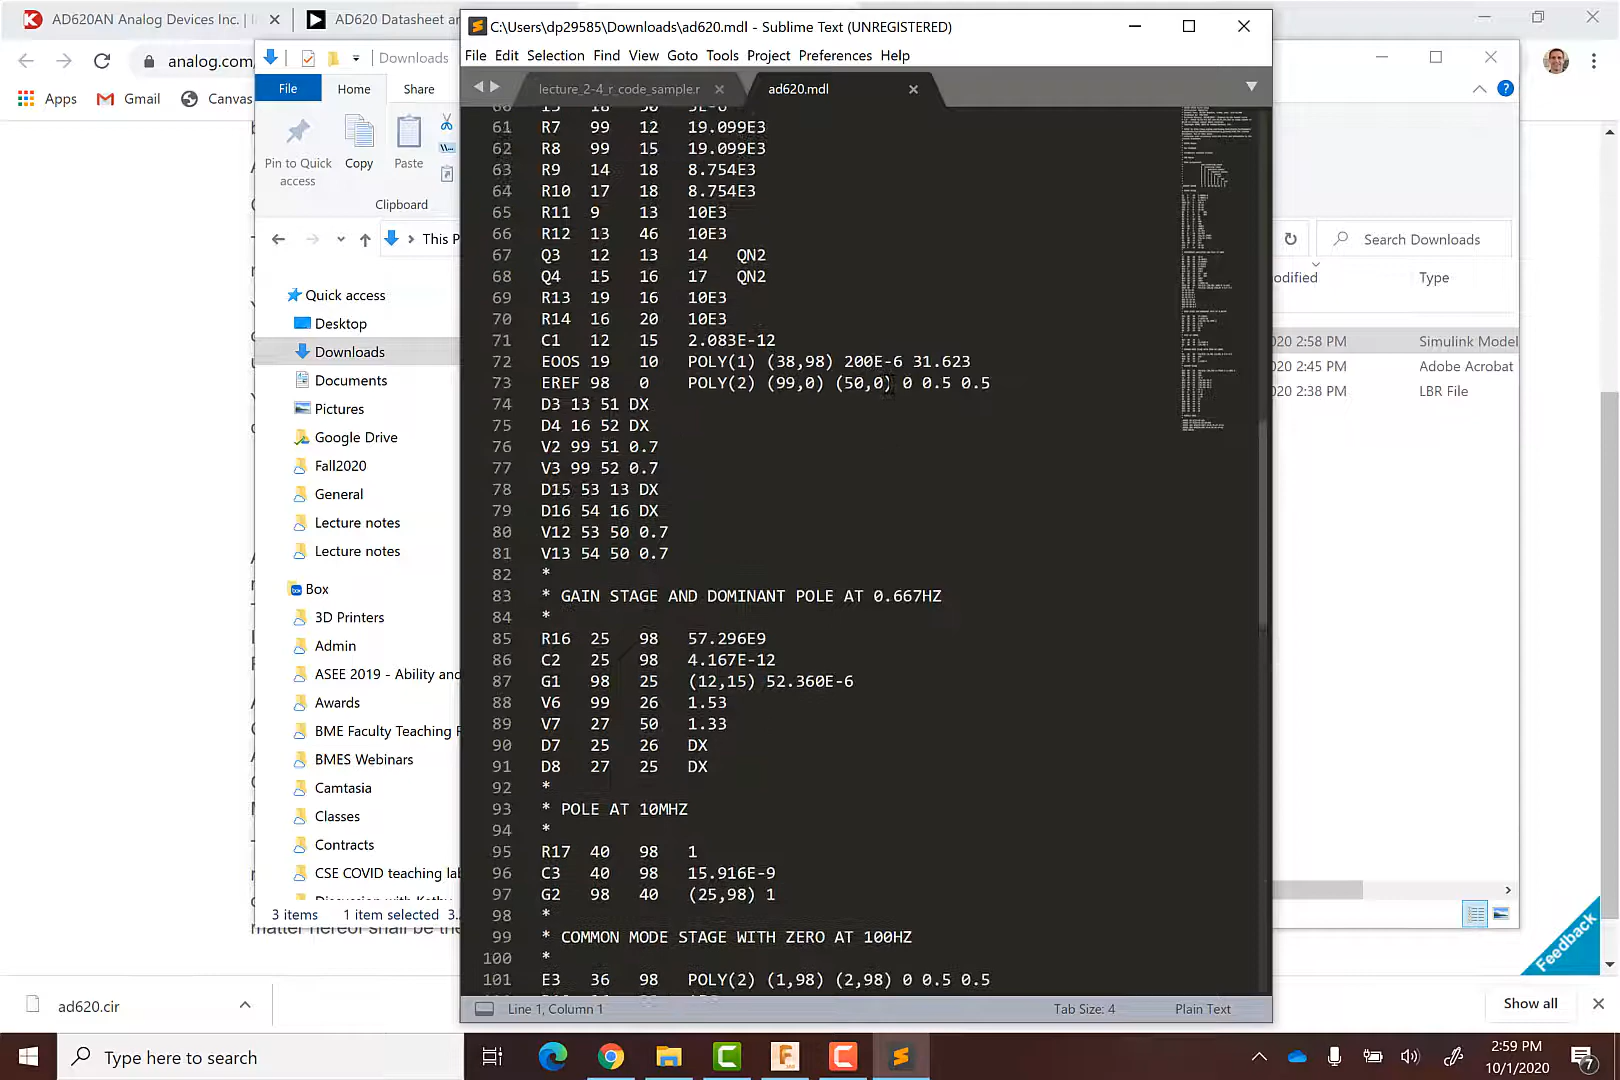 AD620AN Analog Devices Inc. |
AD620 Datasheet ar
C:\Users\dp29585\Downloads\ad620.mdl - Sublime Text (UNREGISTERED)
File Edit Selection Find View Goto Tools Project Preferences Help
lecture_2-4_r_code_sample.r
ad620.mdl
analog.com,
Downloads
Apps
Gmail
Canvas
File
Home
Share
Pin to Quick access
Copy
Paste
Clipboard
This P
Search Downloads
odified
Type
Quick access
Desktop
Downloads
Documents
Pictures
Google Drive
Fall2020
General
Lecture notes
Lecture notes
Box
3D Printers
Admin
ASEE 2019 - Ability and
Awards
BME Faculty Teaching F
BMES Webinars
Camtasia
Classes
Contracts
CSE COVID teaching lab
3 items 1 item selected 3..
matter hereof shall be the
61 R7 99 12 19.099E3
62 R8 99 15 19.099E3
63 R9 14 18 8.754E3
64 R10 17 18 8.754E3
65 R11 9 13 10E3
66 R12 13 46 10E3
67 Q3 12 13 14 QN2
68 Q4 15 16 17 QN2
69 R13 19 16 10E3
70 R14 16 20 10E3
71 C1 12 15 2.083E-12
72 EOOS 19 10 POLY(1) (38,98) 200E-6 31.623
73 EREF 98 0 POLY(2) (99,0) (50,0) 0 0.5 0.5
74 D3 13 51 DX
75 D4 16 52 DX
76 V2 99 51 0.7
77 V3 99 52 0.7
78 D15 53 13 DX
79 D16 54 16 DX
80 V12 53 50 0.7
81 V13 54 50 0.7
82 *
83 * GAIN STAGE AND DOMINANT POLE AT 0.667HZ
84 *
85 R16 25 98 57.296E9
86 C2 25 98 4.167E-12
87 G1 98 25 (12,15) 52.360E-6
88 V6 99 26 1.53
89 V7 27 50 1.33
90 D7 25 26 DX
91 D8 27 25 DX
92 *
93 * POLE AT 10MHZ
94 *
95 R17 40 98 1
96 C3 40 98 15.916E-9
97 G2 98 40 (25,98) 1
98 *
99 * COMMON MODE STAGE WITH ZERO AT 100HZ
100 *
101 E3 36 98 POLY(2) (1,98) (2,98) 0 0.5 0.5
020 2:58 PM Simulink Model
020 2:45 PM Adobe Acrobat
020 2:38 PM LBR File
Feedback
Line 1, Column 1
Tab Size: 4
Plain Text
ad620.cir
Show all
Type here to search
2:59 PM
10/1/2020
7